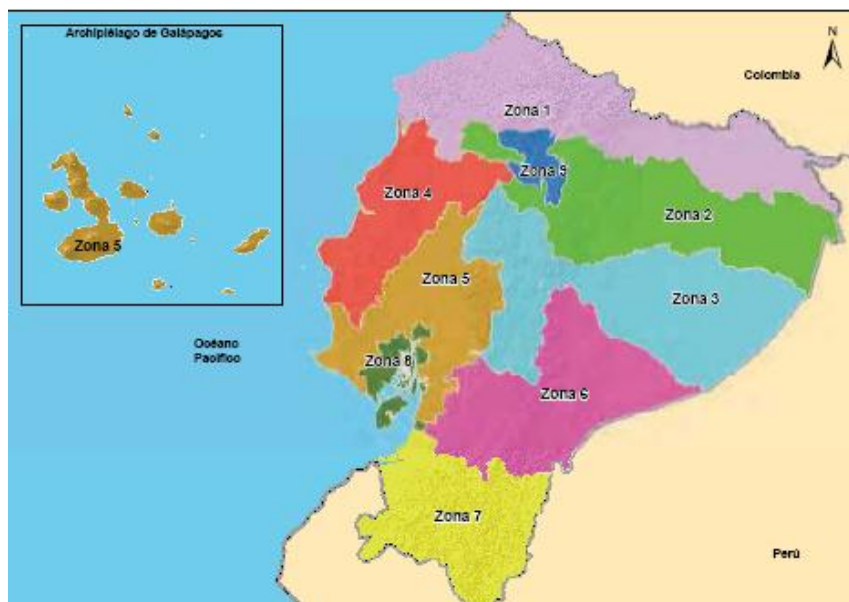 Archipiélago de Galápagos
N
Colombia
Zona 1
Zona 9
Zona 4
Zona 2
Zona 5
Zona 5
Zona 3
Océano
Pacífico
Zona 8
Zona 6
Zona 7
Perú